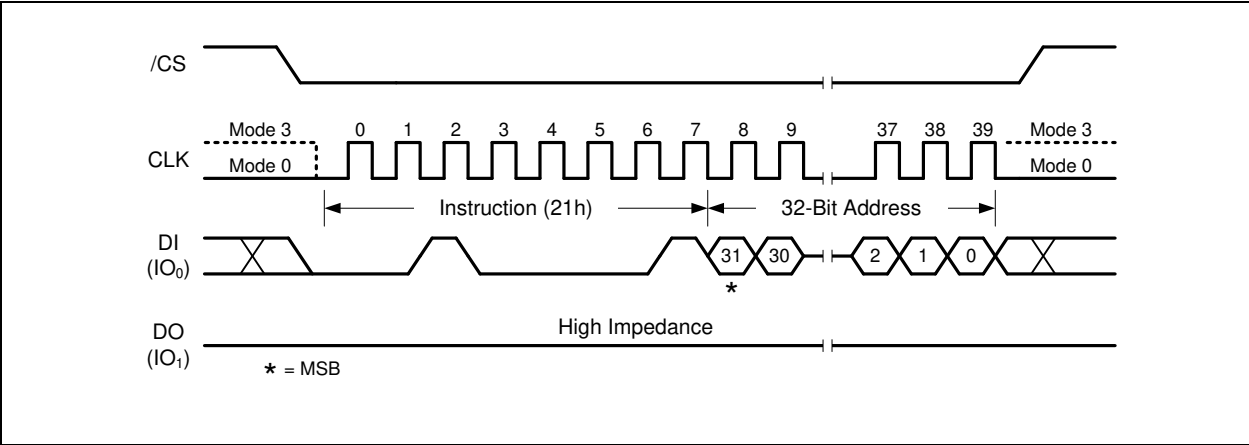 /CS
Mode 3 0 1 2 3 4 5 6 7 8 9 37 38 39 Mode 3
CLK Mode 0 Mode 0
Instruction (21h) 32-Bit Address
DI
(IO₀) 31 30 2 1 0
*
High Impedance
DO
(IO₁)
* = MSB